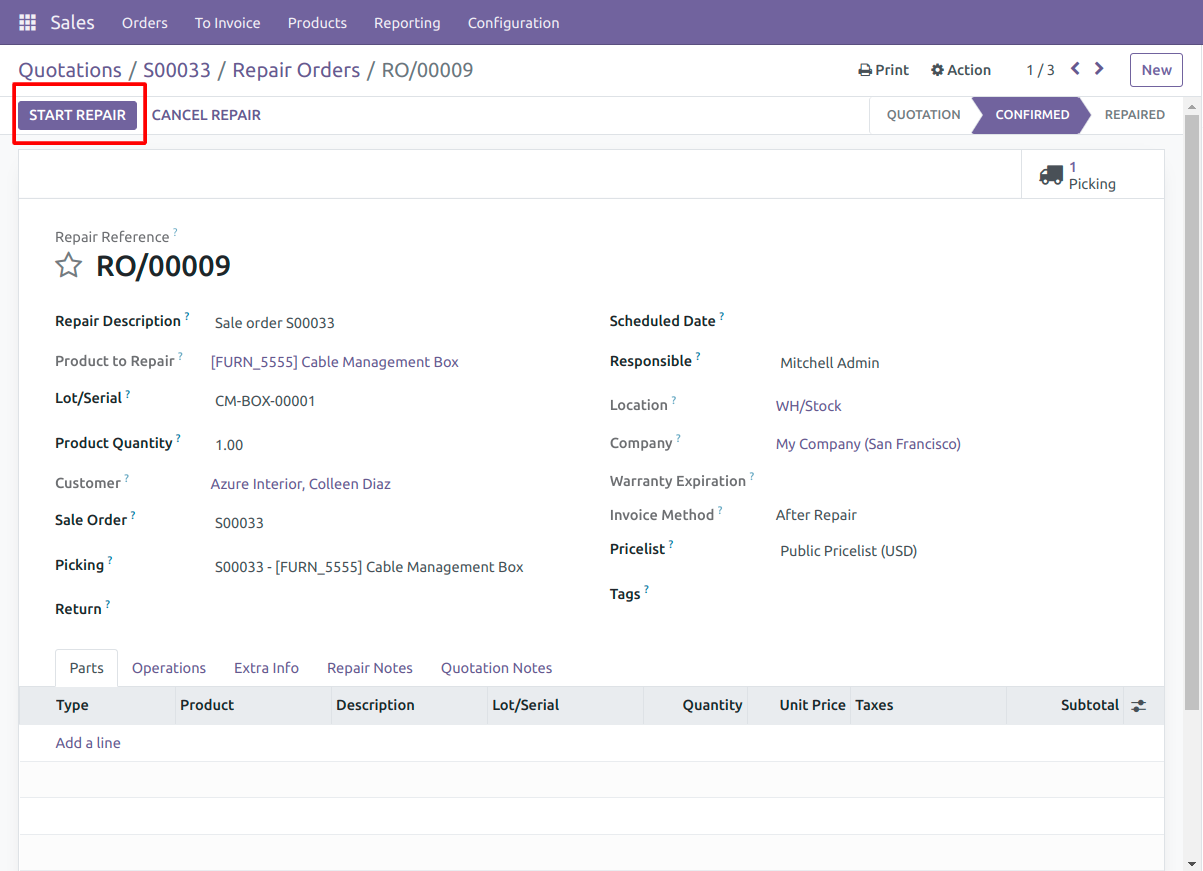 Sales Orders To Invoice Products Reporting Configuration
Quotations / S00033 / Repair Orders / RO/00009 Print Action 1 / 3 New
START REPAIR CANCEL REPAIR QUOTATION CONFIRMED REPAIRED
1
Picking
Repair Reference ?
RO/00009
Repair Description ? Sale order S00033 Scheduled Date ?
Product to Repair ? [FURN_5555] Cable Management Box Responsible ? Mitchell Admin
Lot/Serial ? CM-BOX-00001 Location ? WH/Stock
Product Quantity ? 1.00 Company ? My Company (San Francisco)
Customer ? Azure Interior, Colleen Diaz Warranty Expiration ?
Sale Order ? S00033 Invoice Method ? After Repair
Picking ? S00033 - [FURN_5555] Cable Management Box Pricelist ? Public Pricelist (USD)
Return ? Tags ?
Parts Operations Extra Info Repair Notes Quotation Notes
Type Product Description Lot/Serial Quantity Unit Price Taxes Subtotal
Add a line